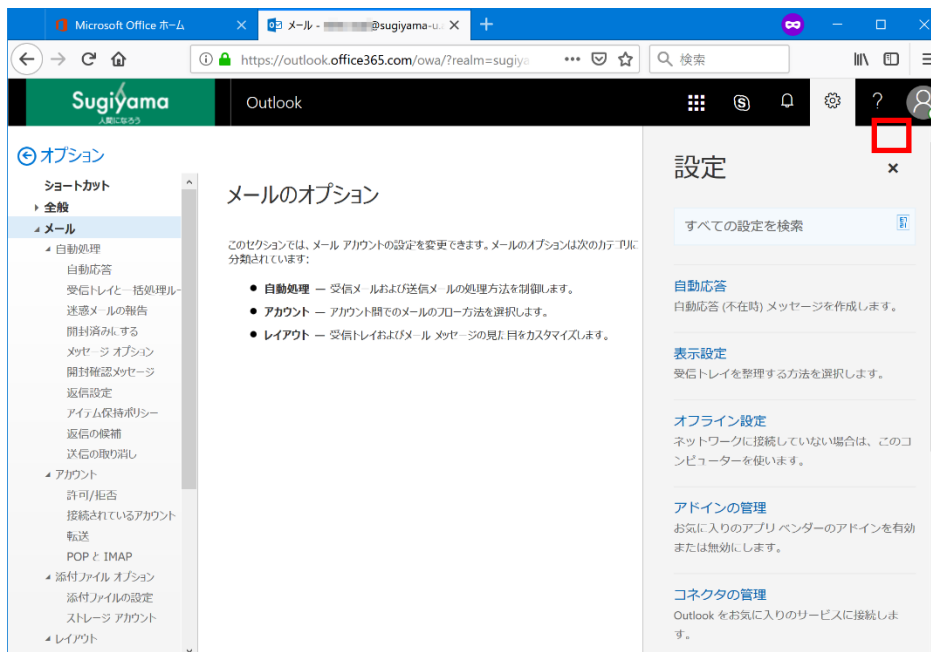 Microsoft Office ホーム
メール - @sugiyama-u.
https://outlook.office365.com/owa/?realm=sugiya
検索
Sugiyama
人間になろう
Outlook
オプション
ショートカット
全般
メール
自動処理
自動応答
受信トレイと一括処理ルー
迷惑メールの報告
開封済みにする
メッセージ オプション
開封確認メッセージ
返信設定
アイテム保持ポリシー
返信の候補
送信の取り消し
アカウント
許可/拒否
接続されているアカウント
転送
POP と IMAP
添付ファイル オプション
添付ファイルの設定
ストレージ アカウント
レイアウト
メールのオプション
このセクションでは、メール アカウントの設定を変更できます。メールのオプションは次のカテゴリに
分類されています:
● 自動処理 — 受信メールおよび送信メールの処理方法を制御します。
● アカウント — アカウント間でのメールのフロー方法を選択します。
● レイアウト — 受信トレイおよびメール メッセージの見た目をカスタマイズします。
設定
すべての設定を検索
自動応答
自動応答 (不在時) メッセージを作成します。
表示設定
受信トレイを整理する方法を選択します。
オフライン設定
ネットワークに接続していない場合は、このコ
ンピューターを使います。
アドインの管理
お気に入りのアプリ ベンダーのアドインを有効
または無効にします。
コネクタの管理
Outlook をお気に入りのサービスに接続しま
す。